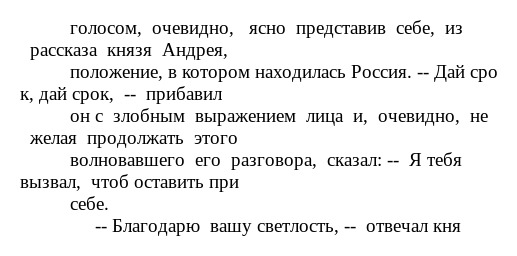 голосом, очевидно, ясно представив себе, из
рассказа князя Андрея,
положение, в котором находилась Россия. -- Дай сро
к, дай срок, -- прибавил
он с злобным выражением лица и, очевидно, не
желая продолжать этого
волновавшего его разговора, сказал: -- Я тебя
вызвал, чтоб оставить при
себе.
-- Благодарю вашу светлость, -- отвечал кня